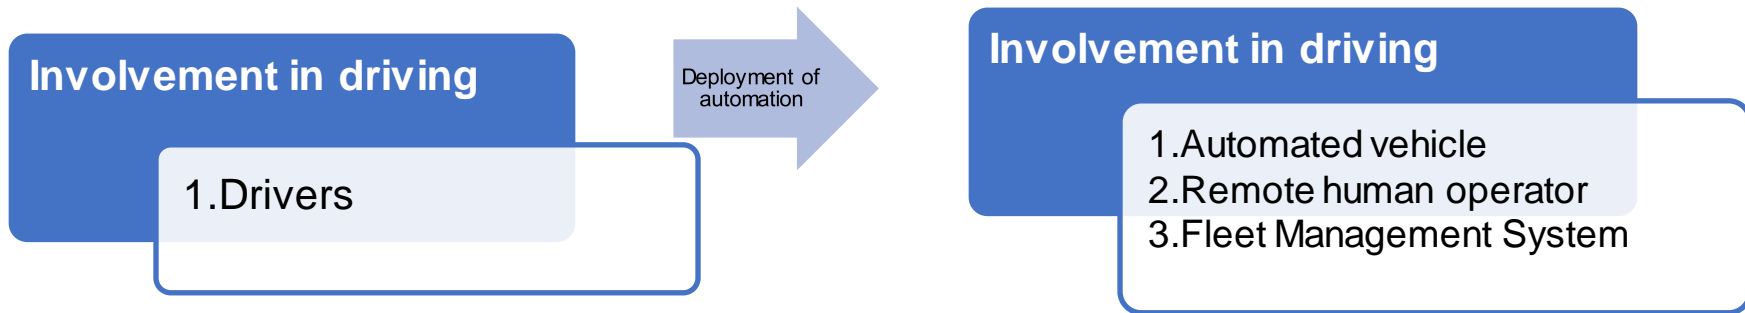 Involvement in driving
1.Drivers
Deployment of
automation
Involvement in driving
1.Automated vehicle
2.Remote human operator
3.Fleet Management System